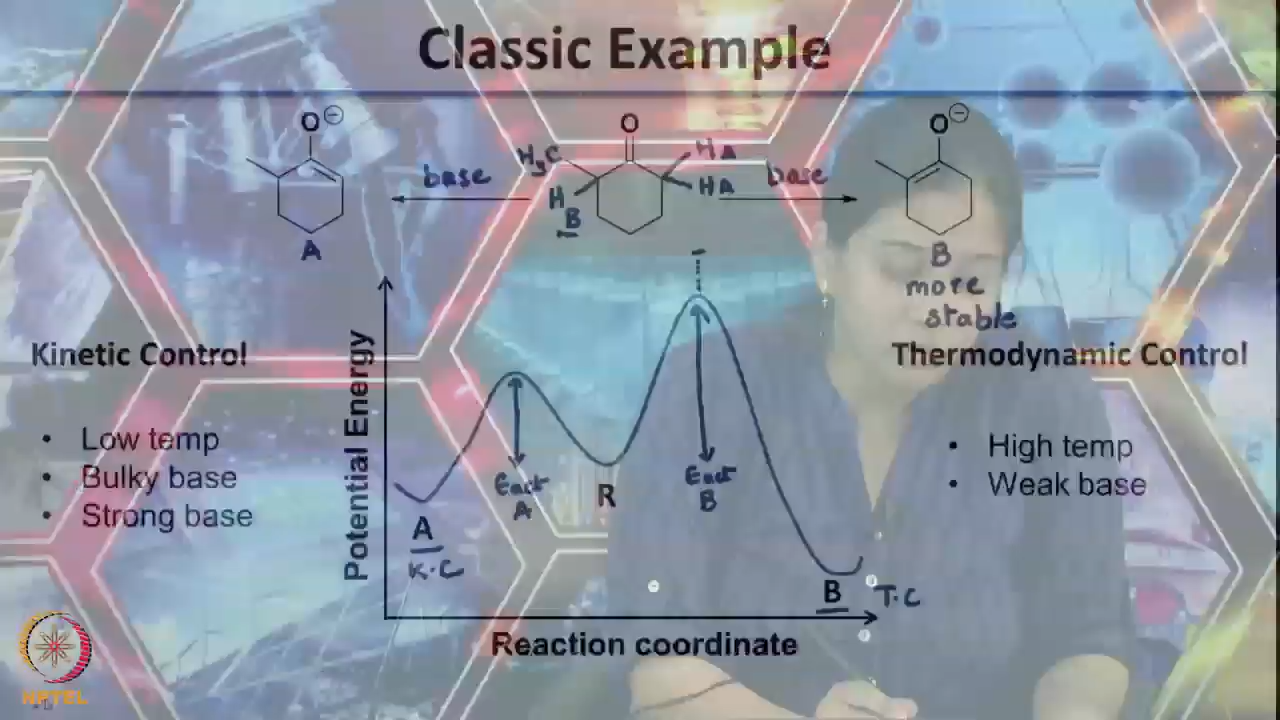 Classic Example
O⊖
O
O⊖
H₃C
HA
base
base
H
HA
B
A
B
more
stable
Kinetic Control
Thermodynamic Control
• Low temp
• Bulky base
• Strong base
• High temp
• Weak base
Potential Energy
Eact
A
R
Eact
B
A
K.C
B
T.C
Reaction coordinate
NPTEL